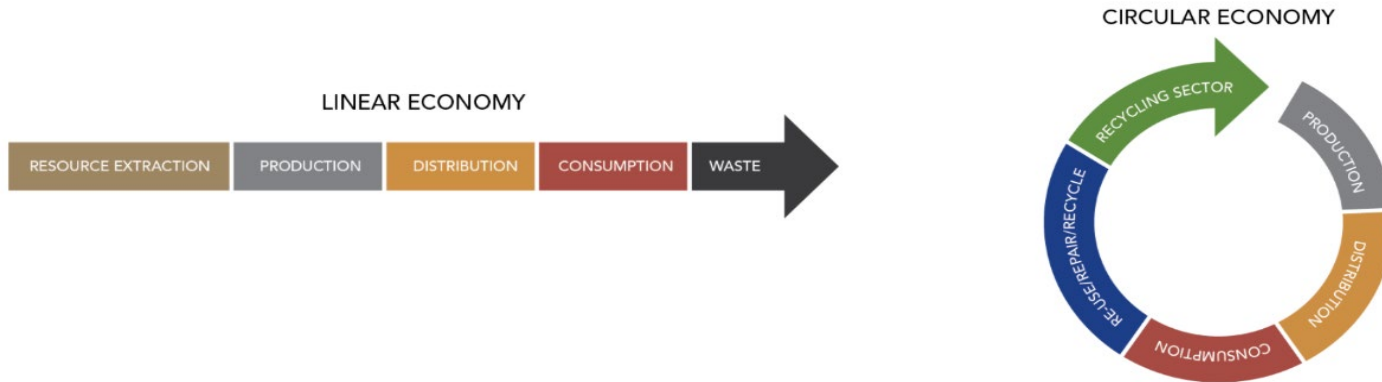 LINEAR ECONOMY
RESOURCE EXTRACTION
PRODUCTION
DISTRIBUTION
CONSUMPTION
WASTE
CIRCULAR ECONOMY
PRODUCTION
DISTRIBUTION
CONSUMPTION
RE-USE/REPAIR/RECYCLE
RECYCLING SECTOR